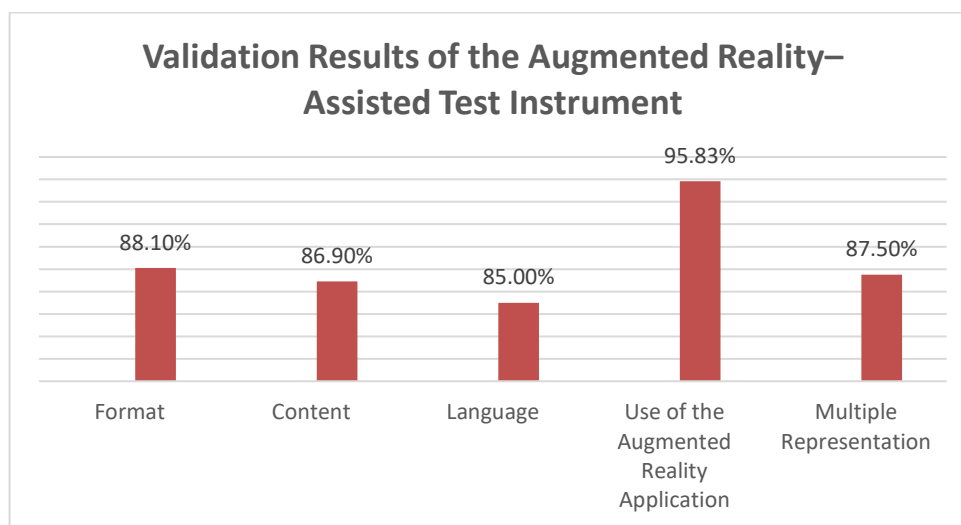 Validation Results of the Augmented Reality–
Assisted Test Instrument
95.83%
88.10%
86.90%
85.00%
87.50%
Format
Content
Language
Use of the
Augmented
Reality
Application
Multiple
Representation